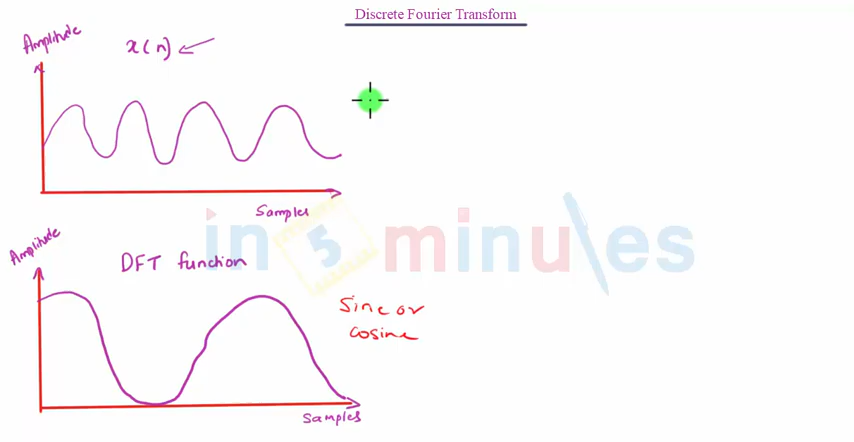 Discrete Fourier Transform
Amplitude
x(n)
Samples
in 5 minutes
Amplitude
DFT function
Sine or
cosine
Samples